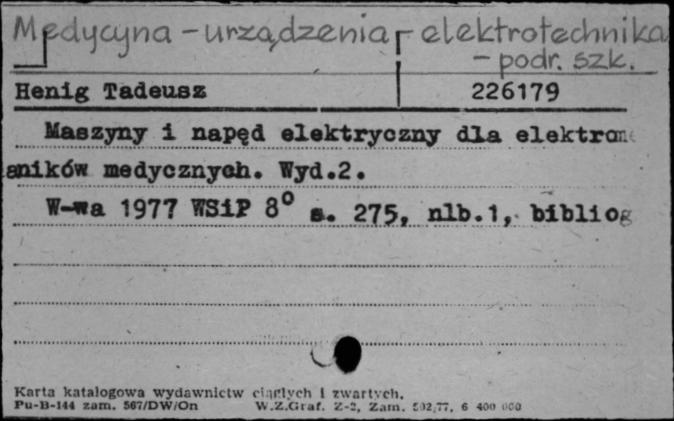 Medycyna - urządzenia - elektrotechnika
- podr. szk.
Henig Tadeusz 226179
Maszyny i napęd elektryczny dla elektrome
aników medycznych. Wyd.2.
W-wa 1977 WSiP 8° s. 275, nlb.1, bibliog
Karta katalogowa wydawnictw ciągłych i zwartych.
Pu-B-144 zam. 567/DW/On W.Z.Graf. Z-2, Zam. 502/77, 6 400 000